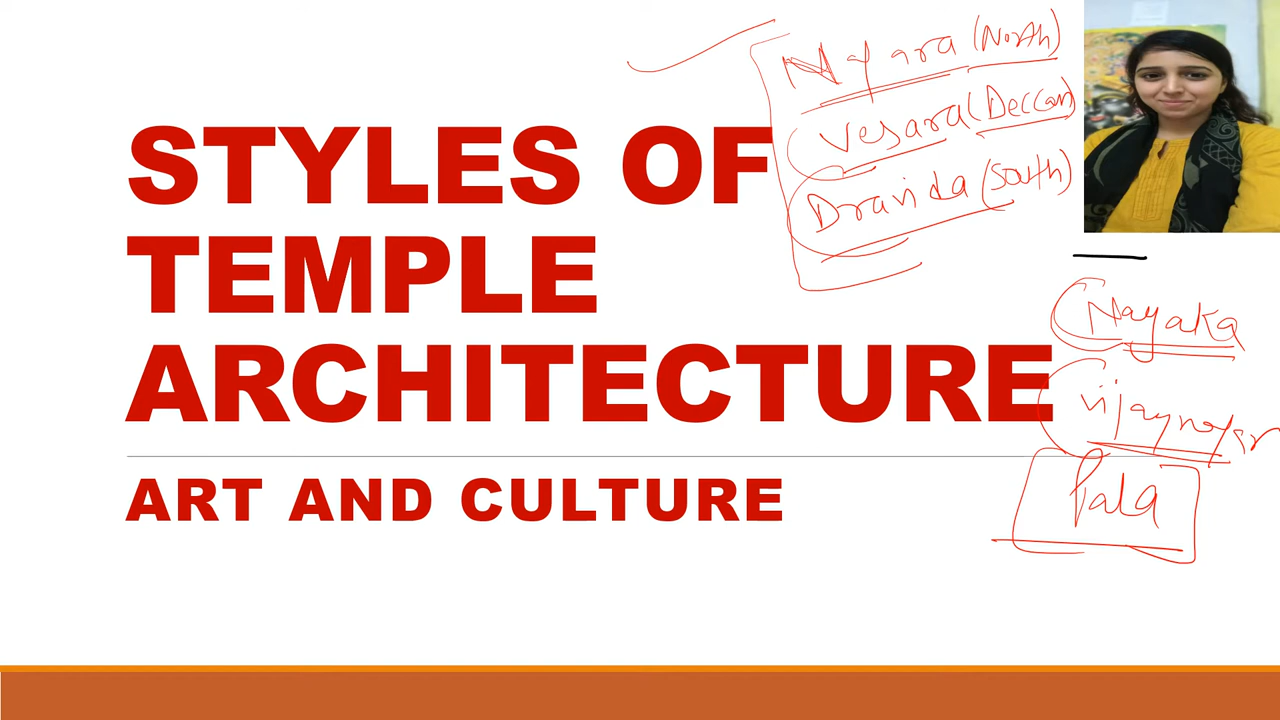 STYLES OF
TEMPLE
ARCHITECTURE
ART AND CULTURE
Nagara (North)
Vesara (Deccan)
Dravida (South)
Nayaka
Vijaynagar
Pala